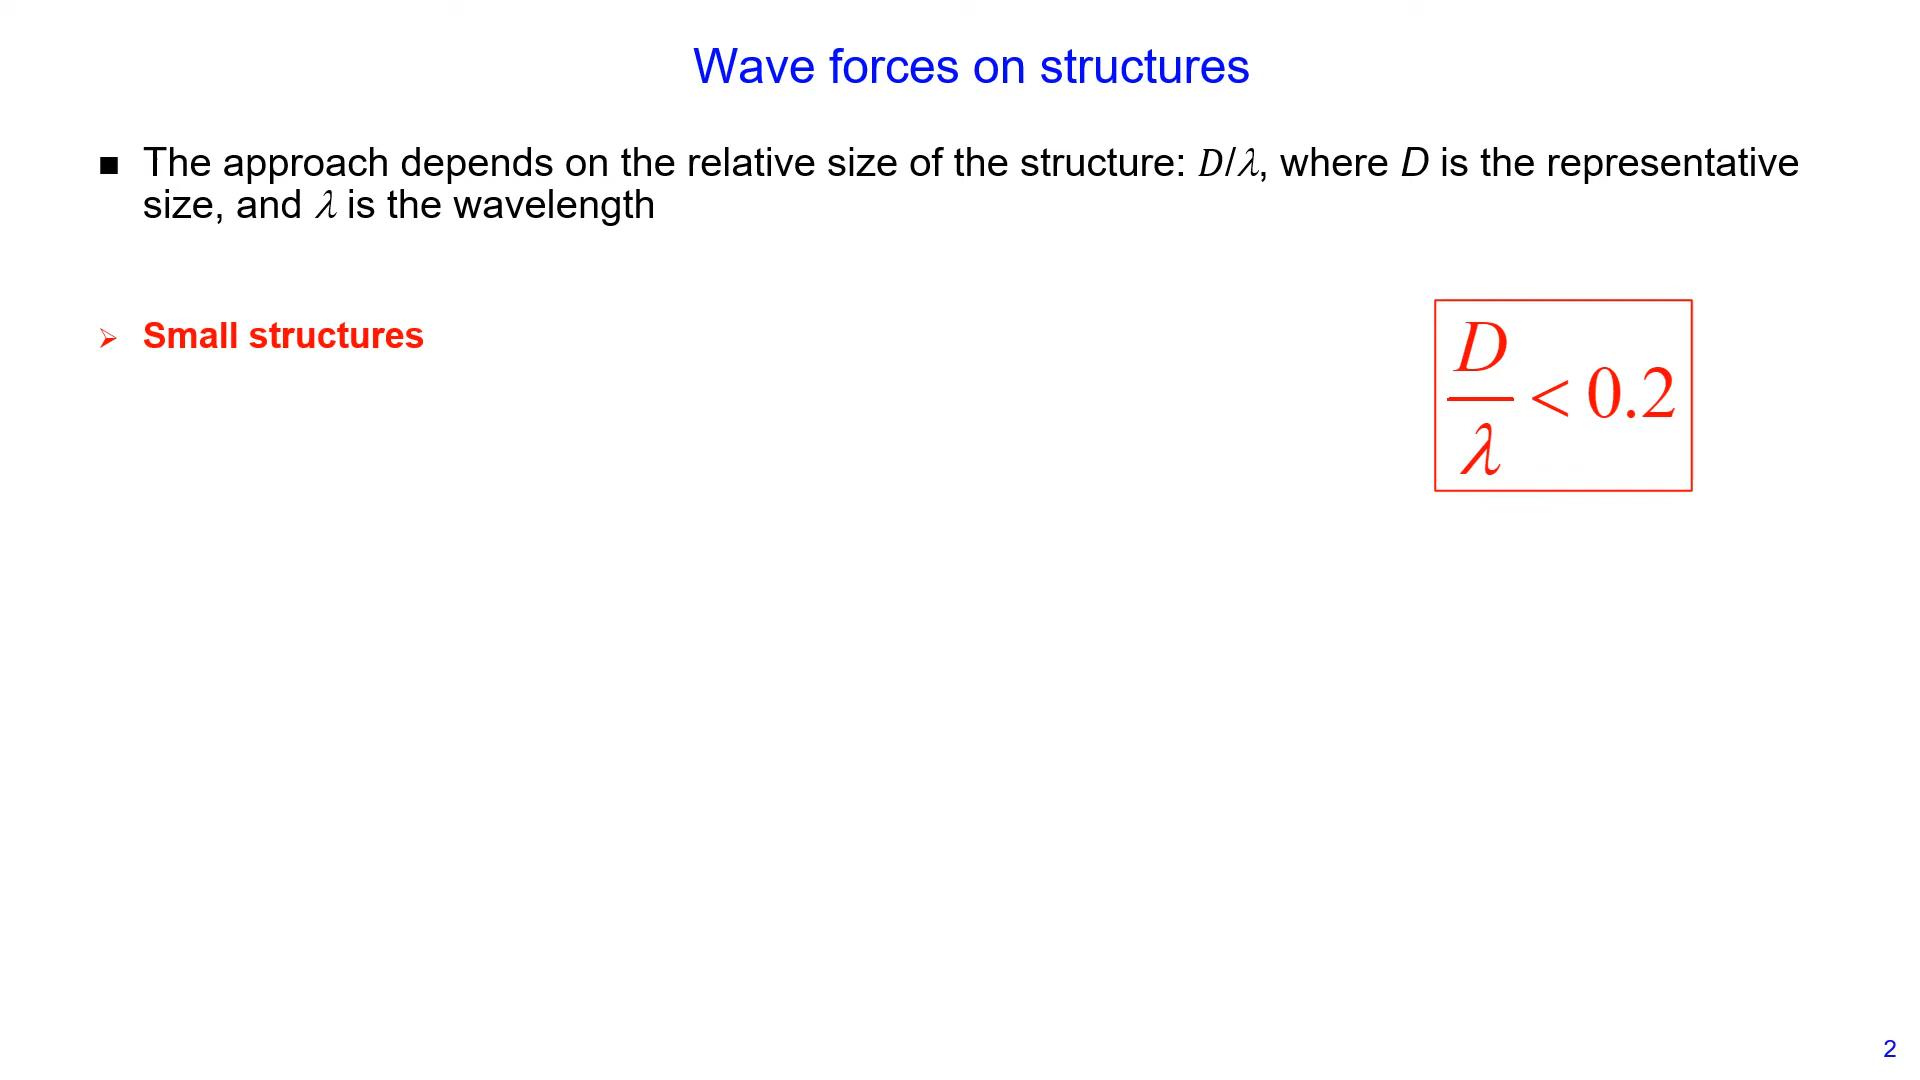 Wave forces on structures
■ The approach depends on the relative size of the structure: D/λ, where D is the representative
size, and λ is the wavelength
➢ Small structures
D/λ < 0.2
2